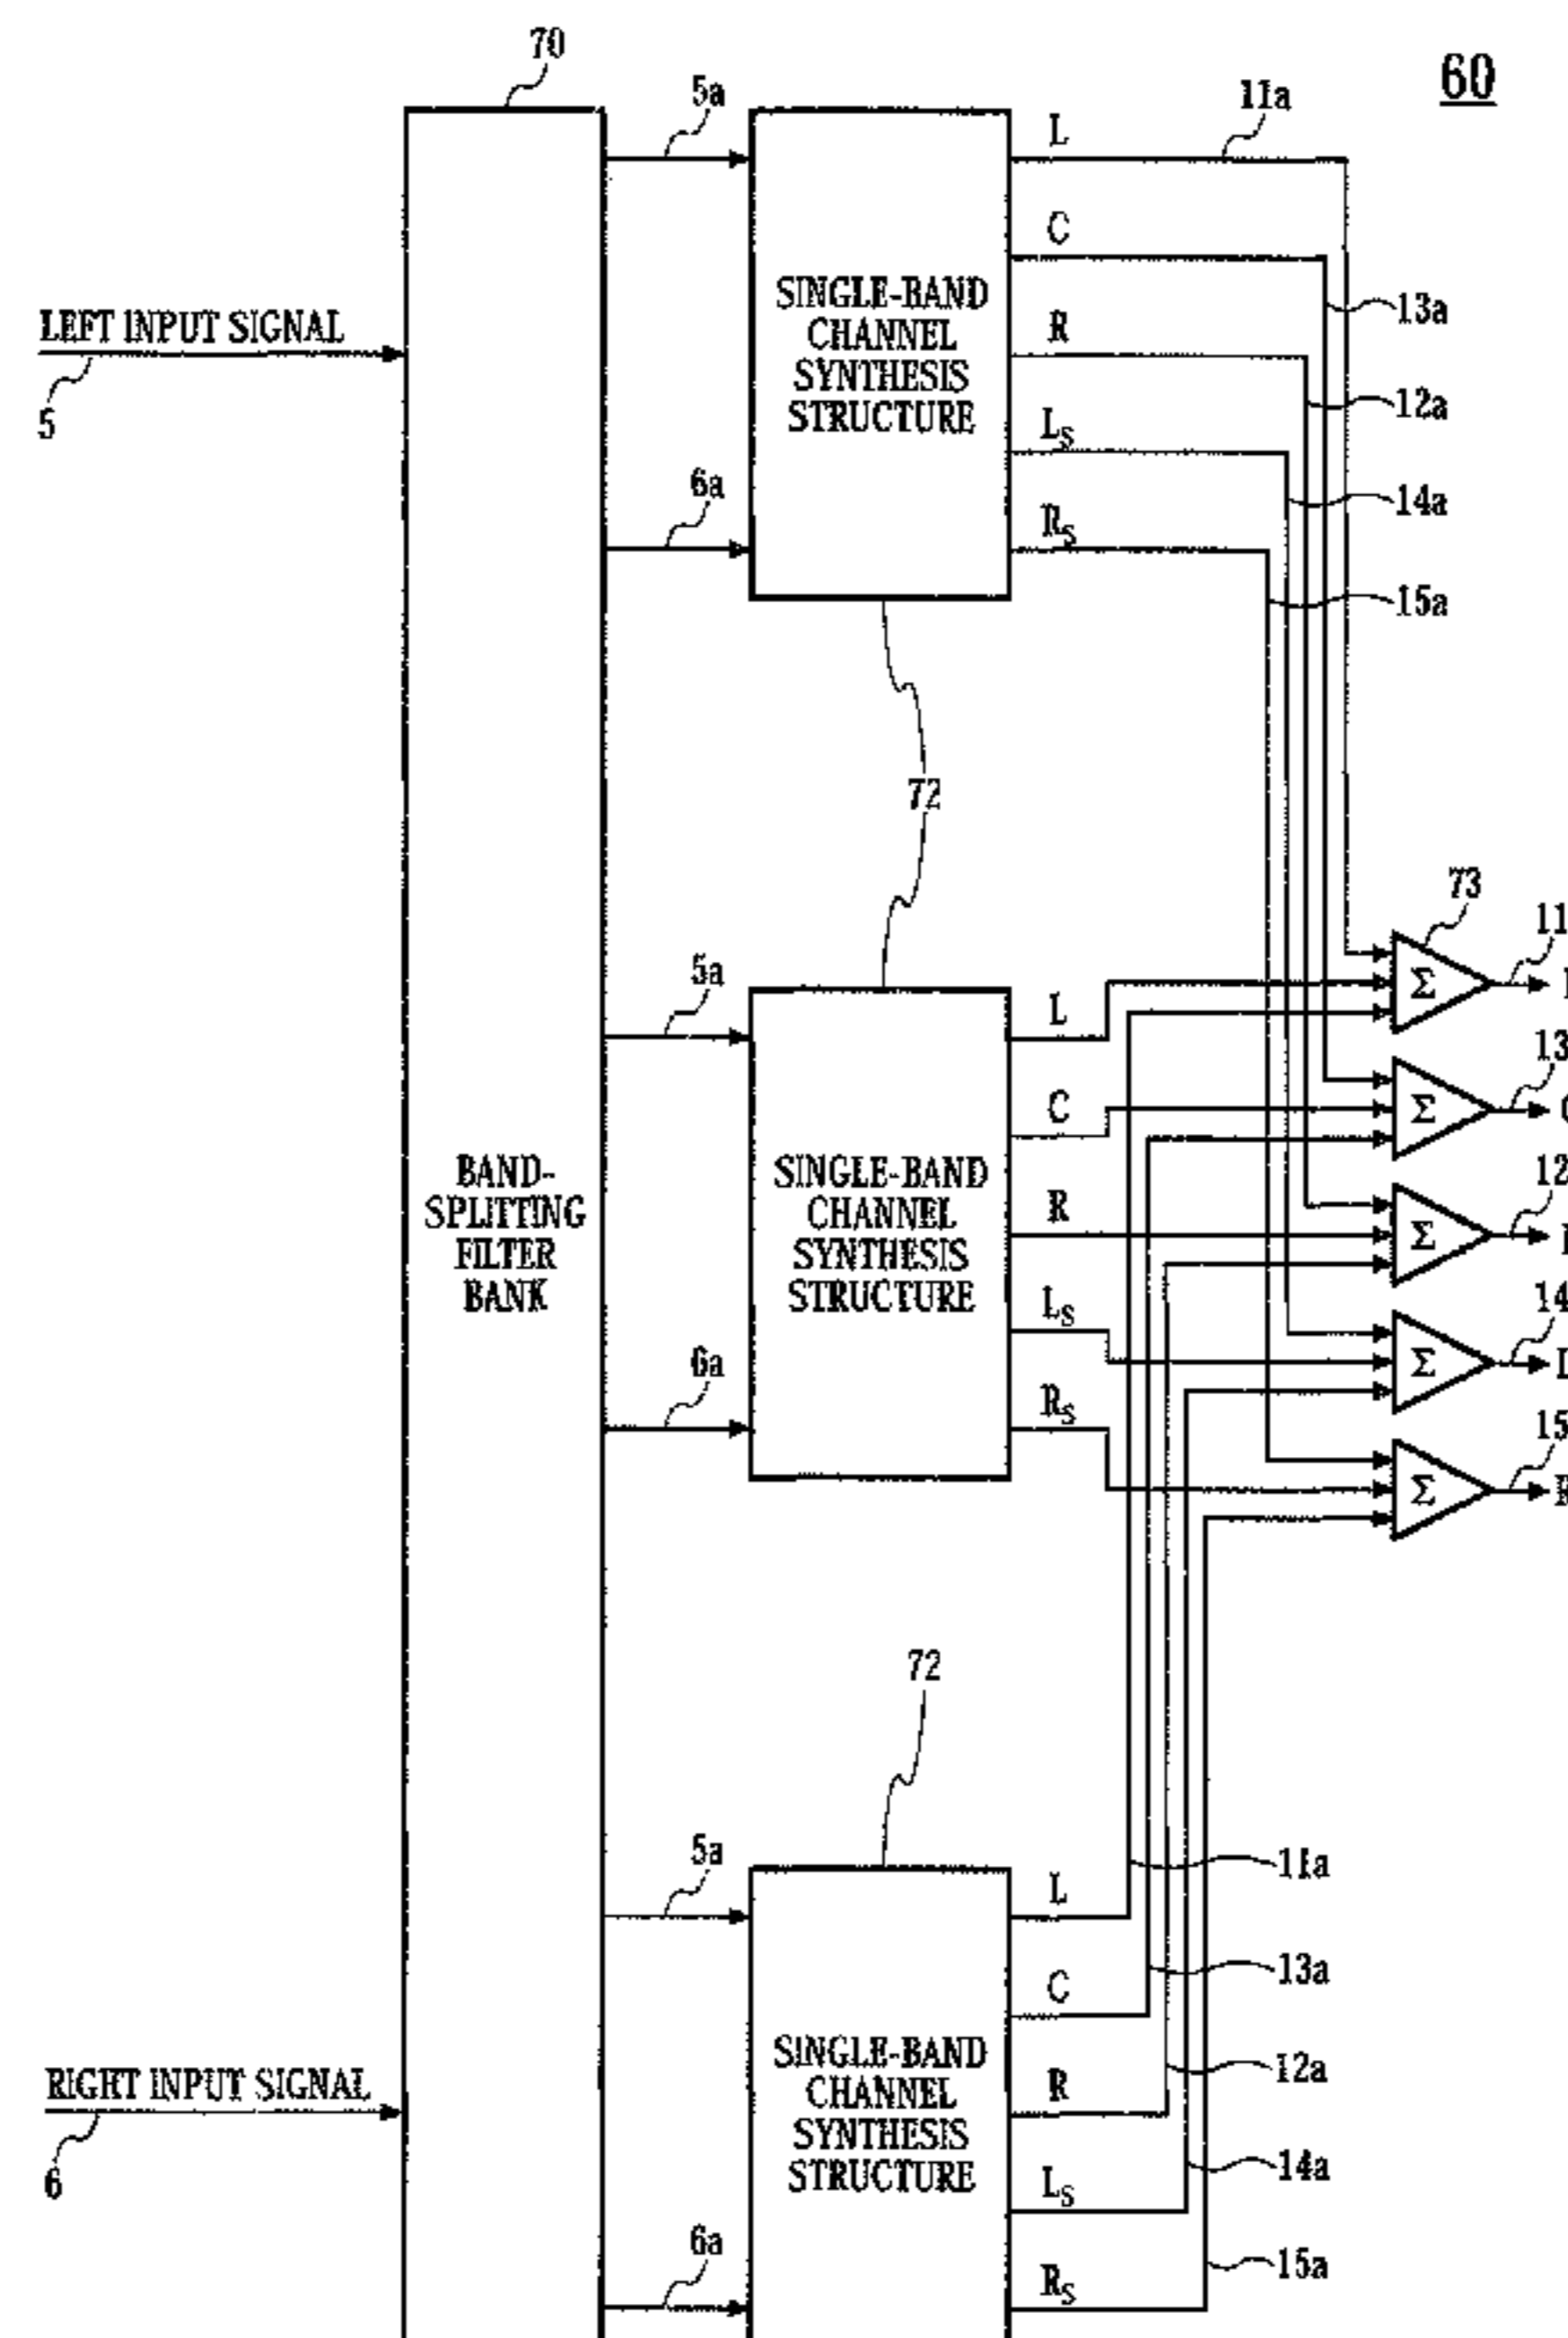 70
5a
11a
60
L
C
13a
LEFT INPUT SIGNAL
5
SINGLE-BAND
CHANNEL
SYNTHESIS
STRUCTURE
R
12a
LS
14a
6a
RS
15a
72
73
11
5a
L
Σ
13
C
Σ
12
BAND-
SPLITTING
FILTER
BANK
SINGLE-BAND
CHANNEL
SYNTHESIS
STRUCTURE
R
Σ
14
LS
Σ
L
6a
RS
15
Σ
72
5a
L
11a
C
13a
RIGHT INPUT SIGNAL
6
SINGLE-BAND
CHANNEL
SYNTHESIS
STRUCTURE
R
12a
LS
14a
6a
RS
15a